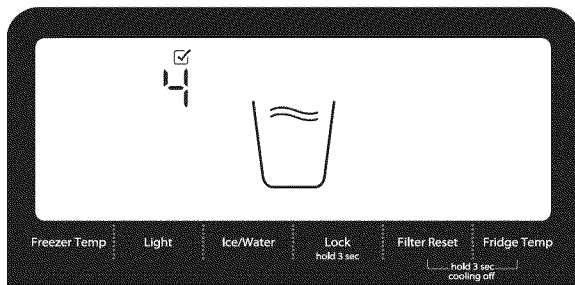 4
Freezer Temp Light Ice/Water Lock Filter Reset Fridge Temp
hold 3 sec
hold 3 sec
cooling off